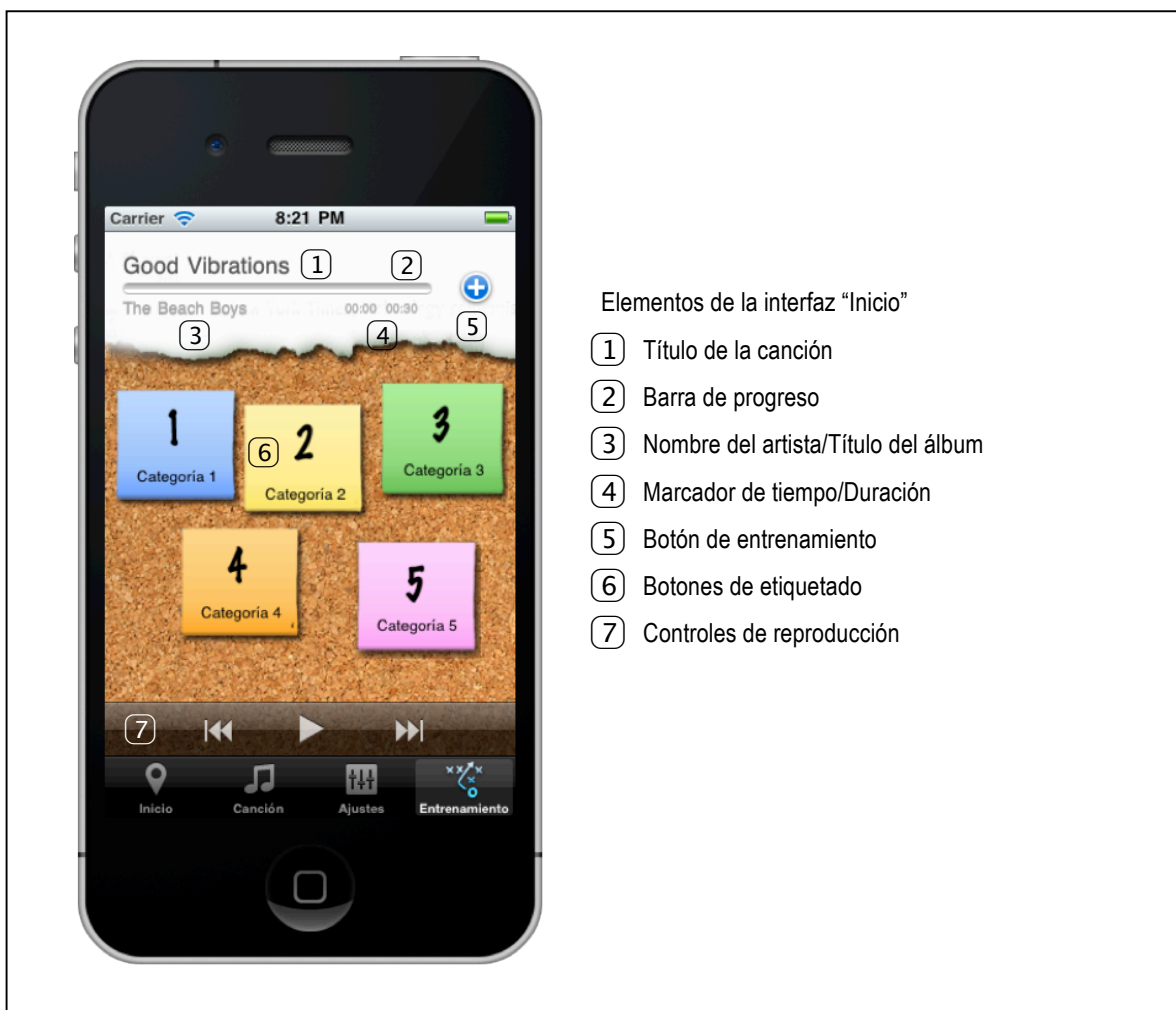 Carrier 8:21 PM
Good Vibrations 1 2
The Beach Boys 00:00 00:30
3 4 5
1 Categoría 1
6 2 Categoría 2
3 Categoría 3
4 Categoría 4
5 Categoría 5
7
Inicio Canción Ajustes Entrenamiento
Elementos de la interfaz “Inicio”
1 Título de la canción
2 Barra de progreso
3 Nombre del artista/Título del álbum
4 Marcador de tiempo/Duración
5 Botón de entrenamiento
6 Botones de etiquetado
7 Controles de reproducción